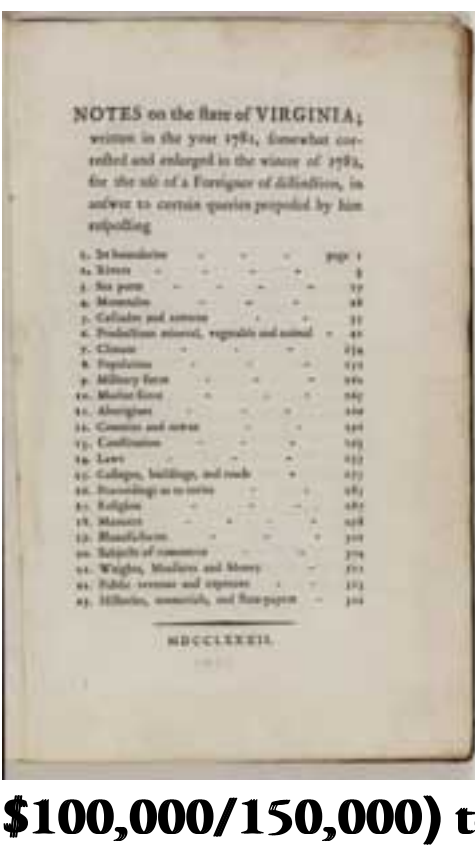 NOTES on the ſtate of VIRGINIA;
written in the year 1781, ſomewhat cor-
rected and enlarged in the winter of 1782,
for the uſe of a Foreigner of diſtinction, in
anſwer to certain queries propoſed by him
reſpecting
1. Its boundaries - - - page 1
2. Rivers
3. Sea ports
4. Mountains
5. Caſcades and caverns
6. Productions mineral, vegetable and animal
7. Climate
8. Population
9. Military force
10. Marine force
11. Aborigines
12. Counties and towns
13. Conſtitution
14. Laws
15. Colleges, buildings, and roads
16. Proceedings as to tories
17. Religion
18. Manners
19. Manufactures
20. Subjects of commerce
21. Weights, Meaſures and Money
22. Public revenue and expences
23. Hiſtories, memorials, and ſtate-papers
MDCCLXXXII.
$100,000/150,000) t